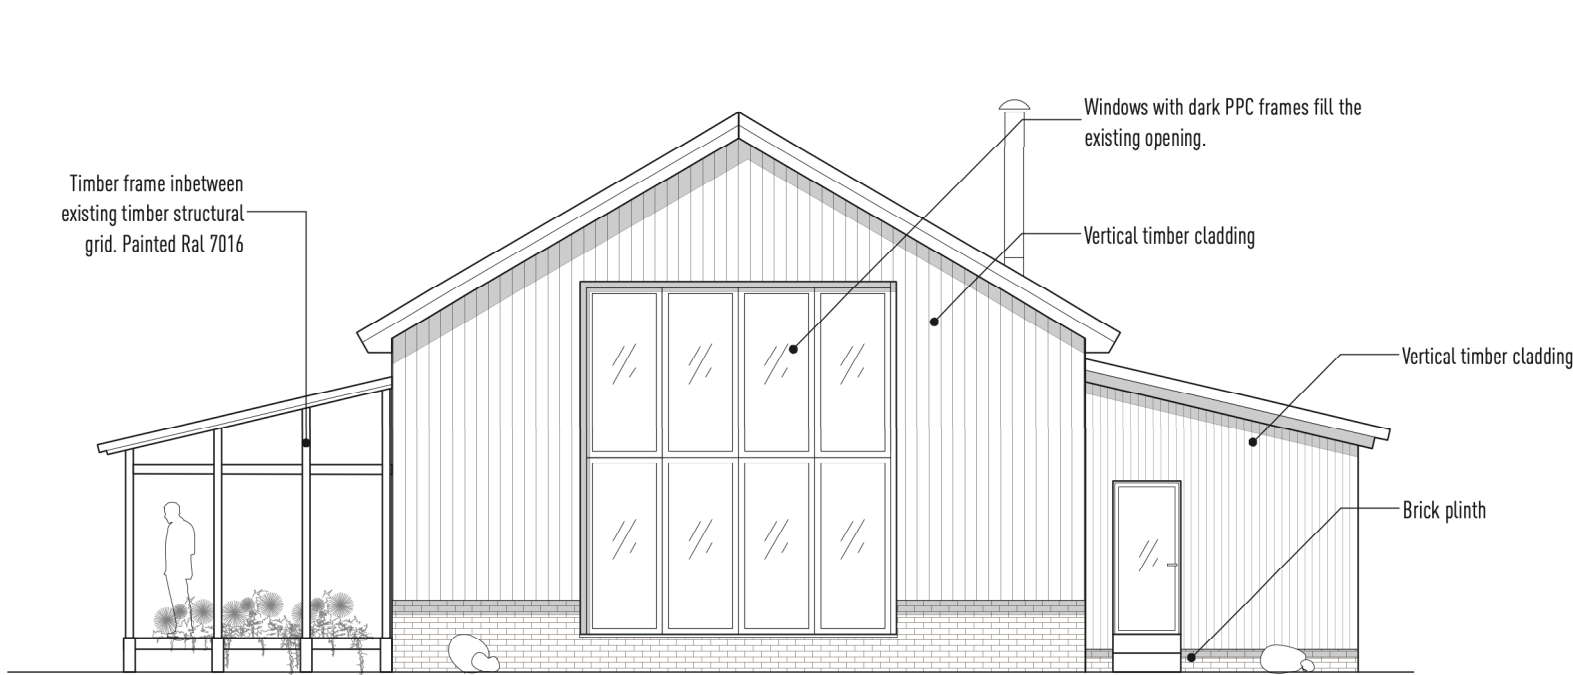 Windows with dark PPC frames fill the
existing opening.
Timber frame inbetween
existing timber structural
grid. Painted Ral 7016
Vertical timber cladding
Vertical timber cladding
Brick plinth